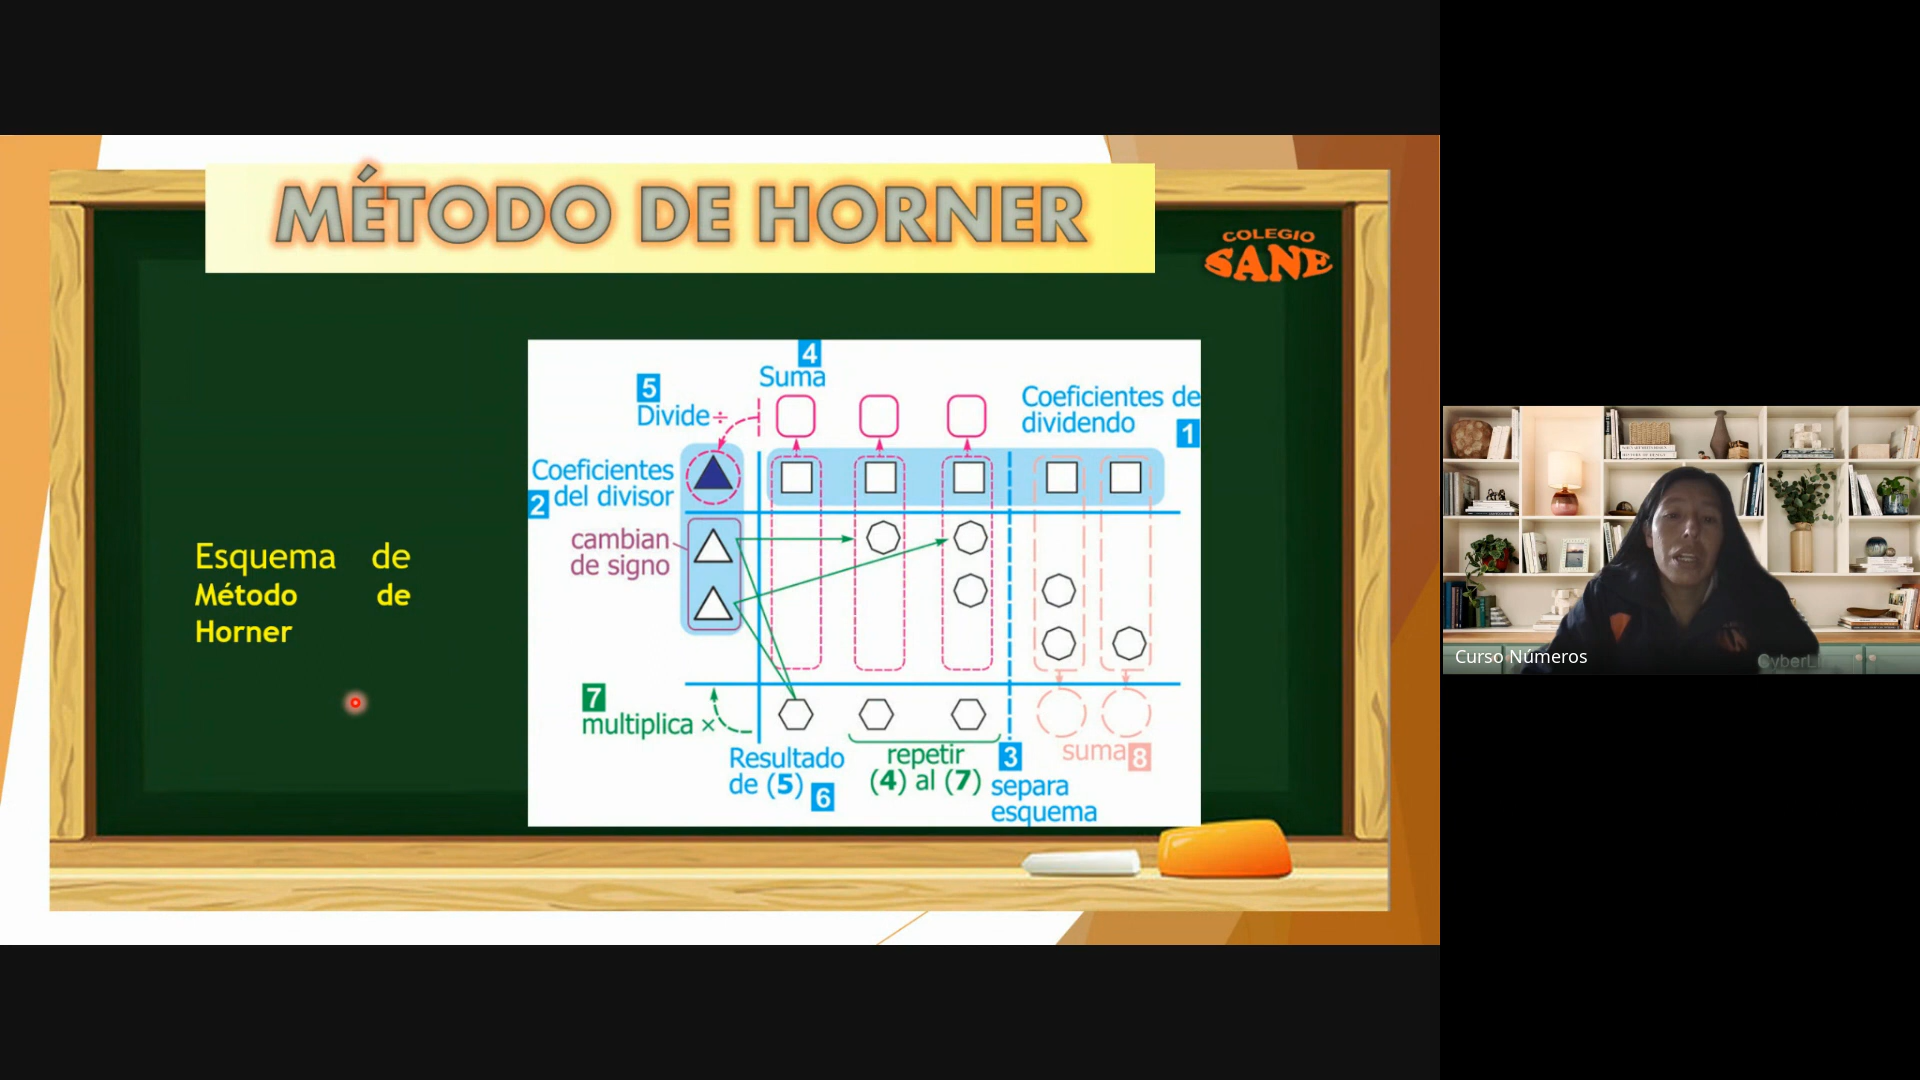 MÉTODO DE HORNER
COLEGIO
SANE
4
Suma
5
Divide÷
Coeficientes de
dividendo
1
Coeficientes
del divisor
2
cambian
de signo
Esquema de
Método de
Horner
7
multiplica ×
Resultado
de (5)
6
repetir
(4) al (7)
3
separa
esquema
suma
8
Curso Números